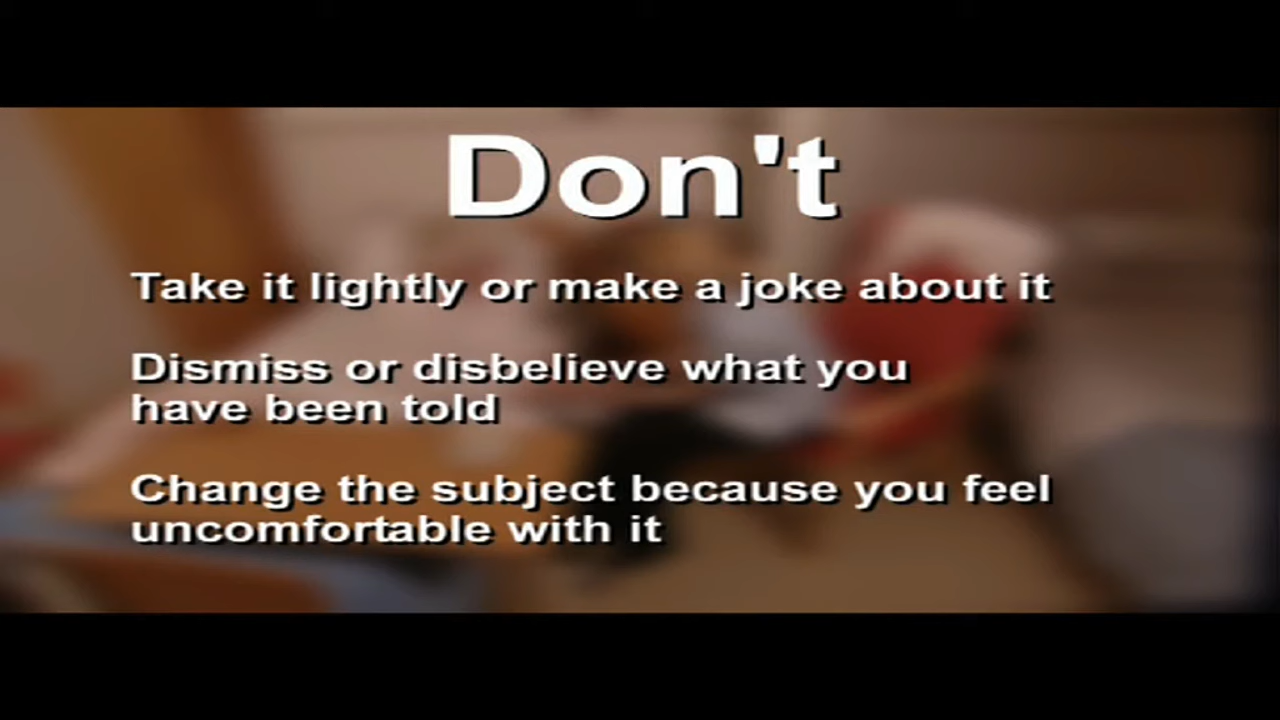 Don't
Take it lightly or make a joke about it
Dismiss or disbelieve what you
have been told
Change the subject because you feel
uncomfortable with it